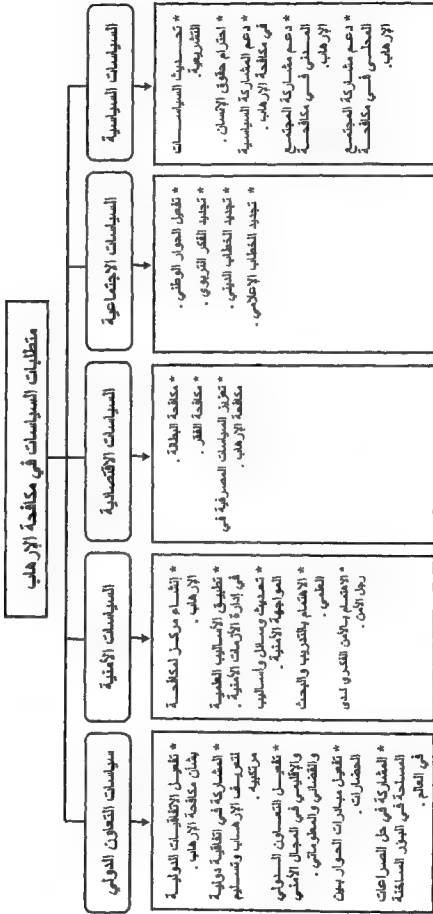 متطلبات السياسات في مكافحة الإرهاب
السياسات السياسية
* تحديث السياسات
التشريعية.
* احترام حقوق الإنسان .
* دعم المشاركة السياسية
في مكافحة الإرهاب .
* دعم مشاركة المجتمع
المدني في مكافحة
الإرهاب.
* دعم مشاركة المجتمع
المحلي في مكافحة
الإرهاب.
السياسات الاجتماعية
* تفعيل الحوار الوطني .
* تجديد الفكر التربوي .
* تجديد الخطاب الديني .
* تجديد الخطاب الإعلامي .
السياسات الاقتصادية
* مكافحة البطالة .
* مكافحة الفقر .
* تعزيز السياسات المصرفية في
مكافحة الإرهاب .
السياسات الأمنية
* إنشاء مركز لمكافحة
الإرهاب .
* تطبيق الأساليب العلمية
في إدارة الأزمات الأمنية .
* تحديث وسائل وأساليب
المواجهة الأمنية .
* الاهتمام بالتدريب والبحث
العلمي .
* الاهتمام بالأمن الفكري لدى
رجل الأمن .
سياسات التعاون الدولي
* تفعيل الاتفاقيات الدولية
بشأن مكافحة الإرهاب .
* المشاركة في اتفاقية دولية
لتعريف الإرهاب وتسليم
مرتكبيه .
* تفعيل التعاون الدولي
والإقليمي في المجال الأمني
والقضائي والمعلوماتي .
* تفعيل مبادرات الحوار بين
الحضارات .
* المشاركة في حل الصراعات
المسلحة في البؤر الساخنة
في العالم .